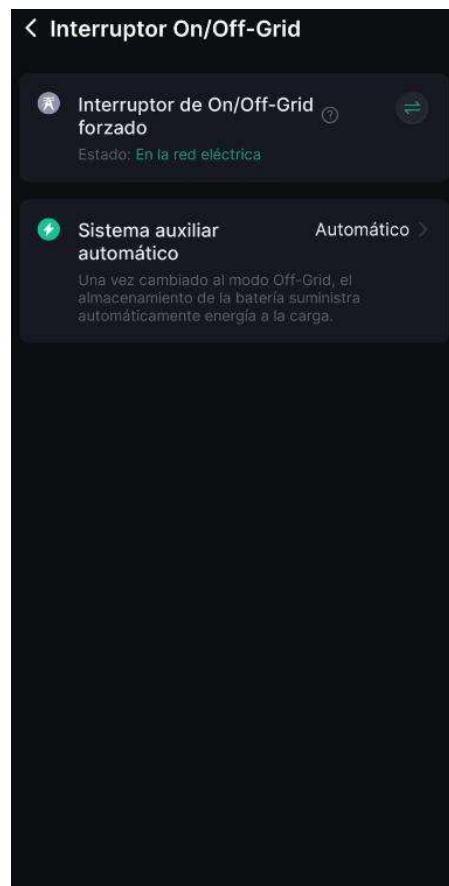 Interruptor On/Off-Grid
Interruptor de On/Off-Grid
forzado
Estado: En la red eléctrica
Sistema auxiliar
automático
Automático
Una vez cambiado al modo Off-Grid, el
almacenamiento de la batería suministra
automáticamente energía a la carga.